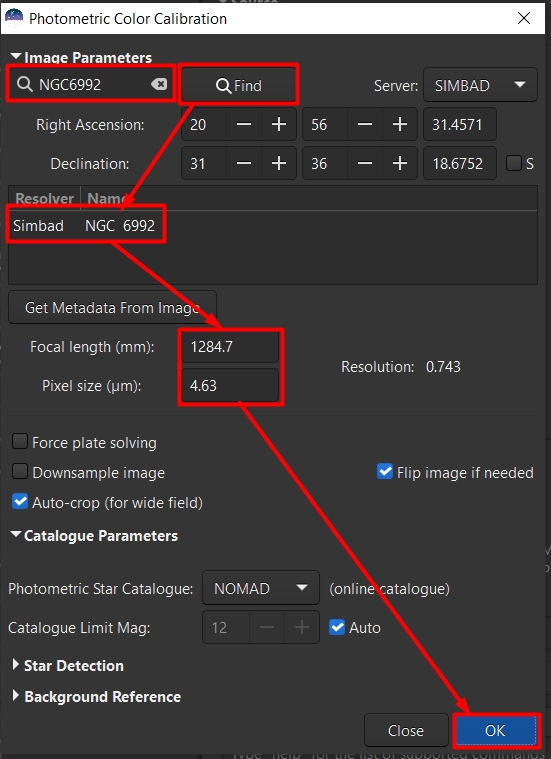 Photometric Color Calibration
Image Parameters
NGC6992 Find Server: SIMBAD
Right Ascension: 20 56 31.4571
Declination: 31 36 18.6752 S
Resolver Name
Simbad NGC 6992
Get Metadata From Image
Focal length (mm): 1284.7
Resolution: 0.743
Pixel size (µm): 4.63
Force plate solving
Downsample image Flip image if needed
Auto-crop (for wide field)
Catalogue Parameters
Photometric Star Catalogue: NOMAD (online catalogue)
Catalogue Limit Mag: 12 Auto
Star Detection
Background Reference
Close OK
Type "help" for the list of supported commands